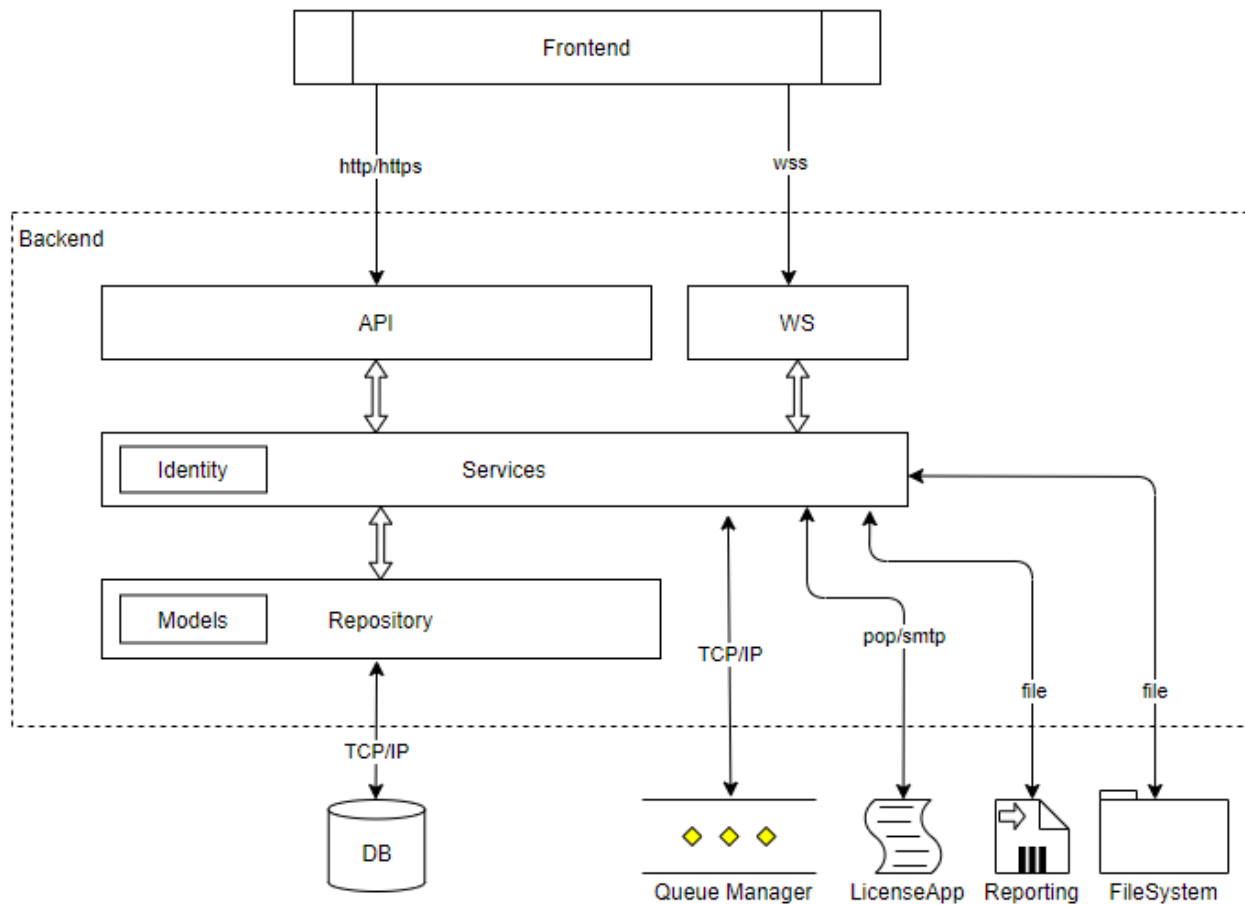 Frontend
http/https
wss
Backend
API
WS
Identity
Services
Models
Repository
TCP/IP
pop/smtp
file
file
TCP/IP
DB
Queue Manager
LicenseApp
Reporting
FileSystem